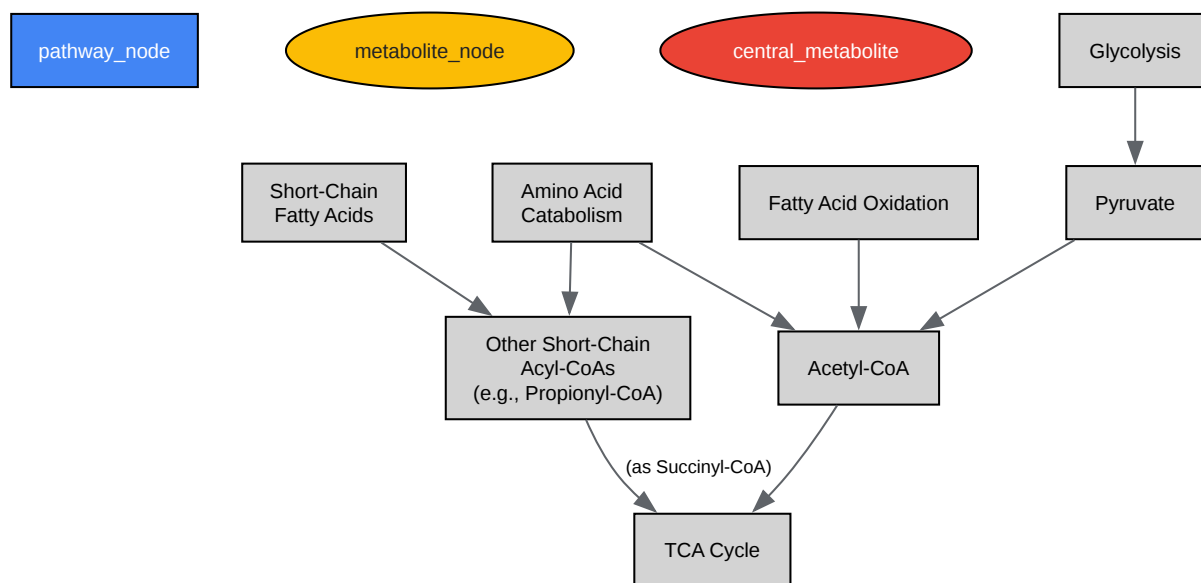 pathway_node
metabolite_node
central_metabolite
Glycolysis
Short-Chain
Fatty Acids
Amino Acid
Catabolism
Fatty Acid Oxidation
Pyruvate
Other Short-Chain
Acyl-CoAs
(e.g., Propionyl-CoA)
Acetyl-CoA
(as Succinyl-CoA)
TCA Cycle